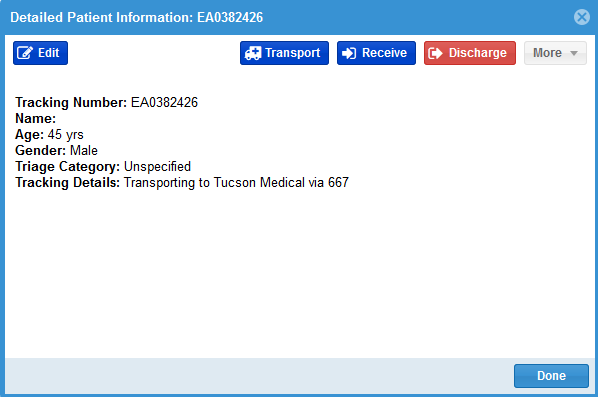 Detailed Patient Information: EA0382426
Edit Transport Receive Discharge More
Tracking Number: EA0382426
Name:
Age: 45 yrs
Gender: Male
Triage Category: Unspecified
Tracking Details: Transporting to Tucson Medical via 667
Done